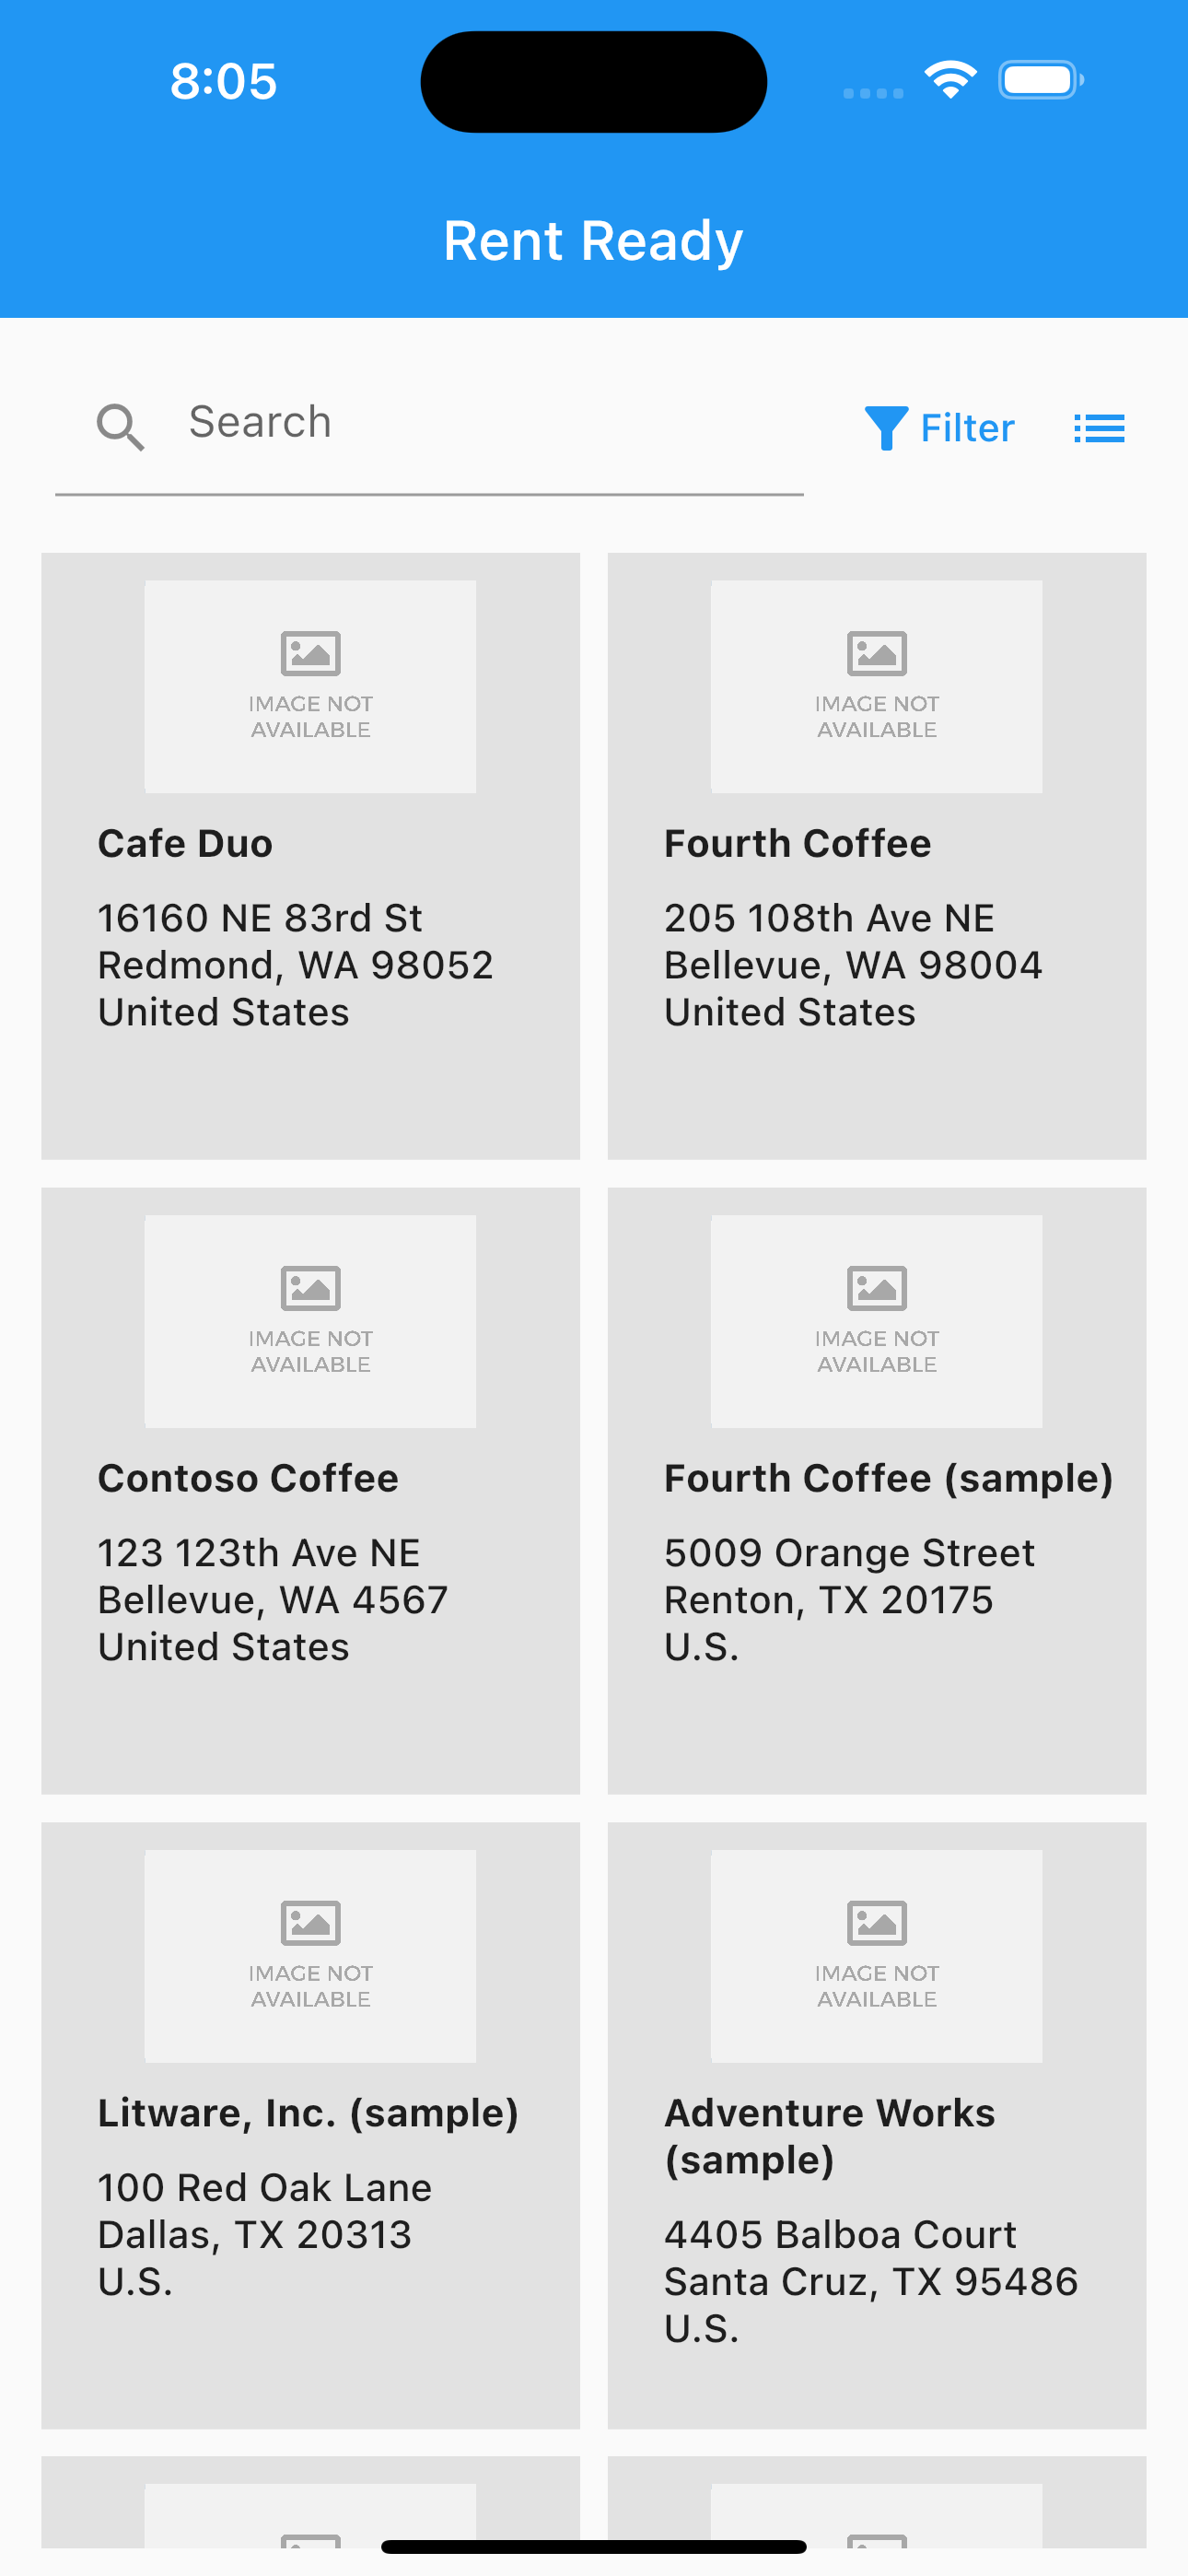 8:05
Rent Ready
Search
Filter
IMAGE NOT
AVAILABLE
Cafe Duo
16160 NE 83rd St
Redmond, WA 98052
United States
IMAGE NOT
AVAILABLE
Fourth Coffee
205 108th Ave NE
Bellevue, WA 98004
United States
IMAGE NOT
AVAILABLE
Contoso Coffee
123 123th Ave NE
Bellevue, WA 4567
United States
IMAGE NOT
AVAILABLE
Fourth Coffee (sample)
5009 Orange Street
Renton, TX 20175
U.S.
IMAGE NOT
AVAILABLE
Litware, Inc. (sample)
100 Red Oak Lane
Dallas, TX 20313
U.S.
IMAGE NOT
AVAILABLE
Adventure Works
(sample)
4405 Balboa Court
Santa Cruz, TX 95486
U.S.